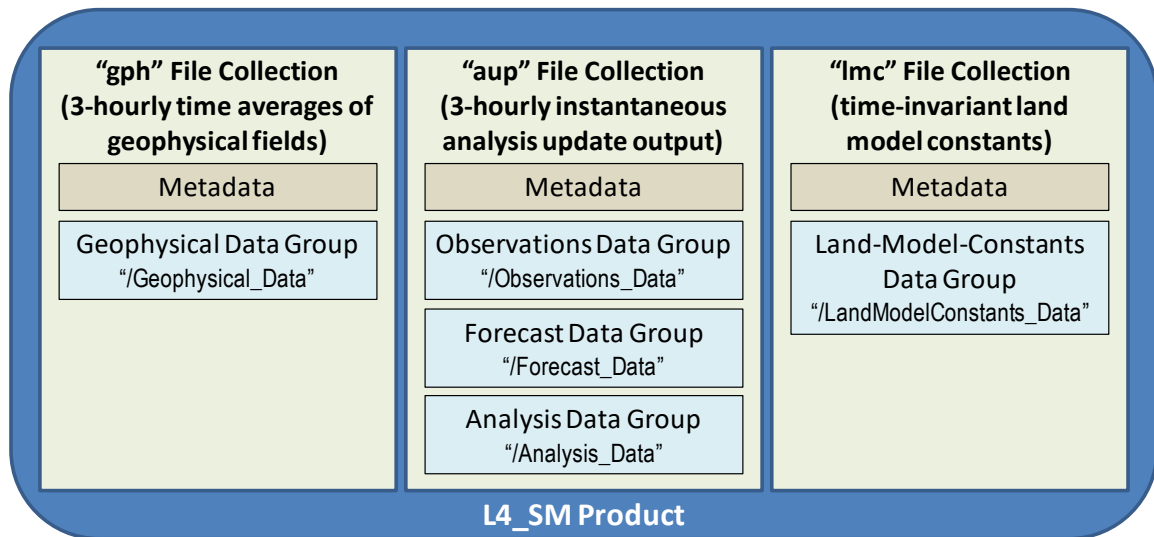 “gph” File Collection
(3-hourly time averages of
geophysical fields)
Metadata
Geophysical Data Group
“/Geophysical_Data”
“aup” File Collection
(3-hourly instantaneous
analysis update output)
Metadata
Observations Data Group
“/Observations_Data”
Forecast Data Group
“/Forecast_Data”
Analysis Data Group
“/Analysis_Data”
“lmc” File Collection
(time-invariant land
model constants)
Metadata
Land-Model-Constants
Data Group
“/LandModelConstants_Data”
L4_SM Product